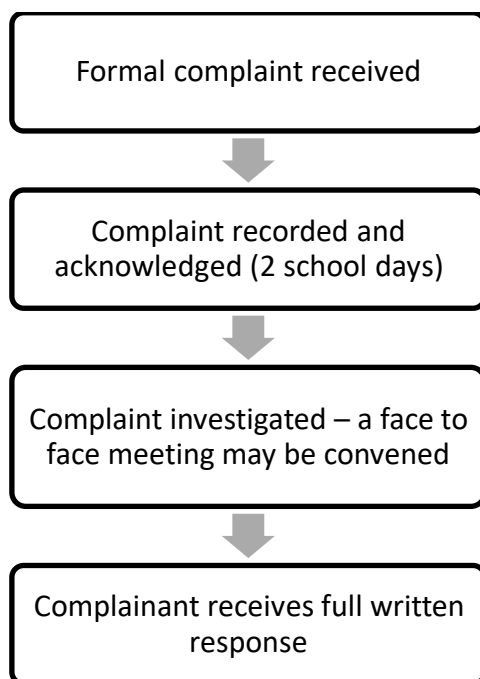 Formal complaint received
Complaint recorded and
acknowledged (2 school days)
Complaint investigated – a face to
face meeting may be convened
Complainant receives full written
response